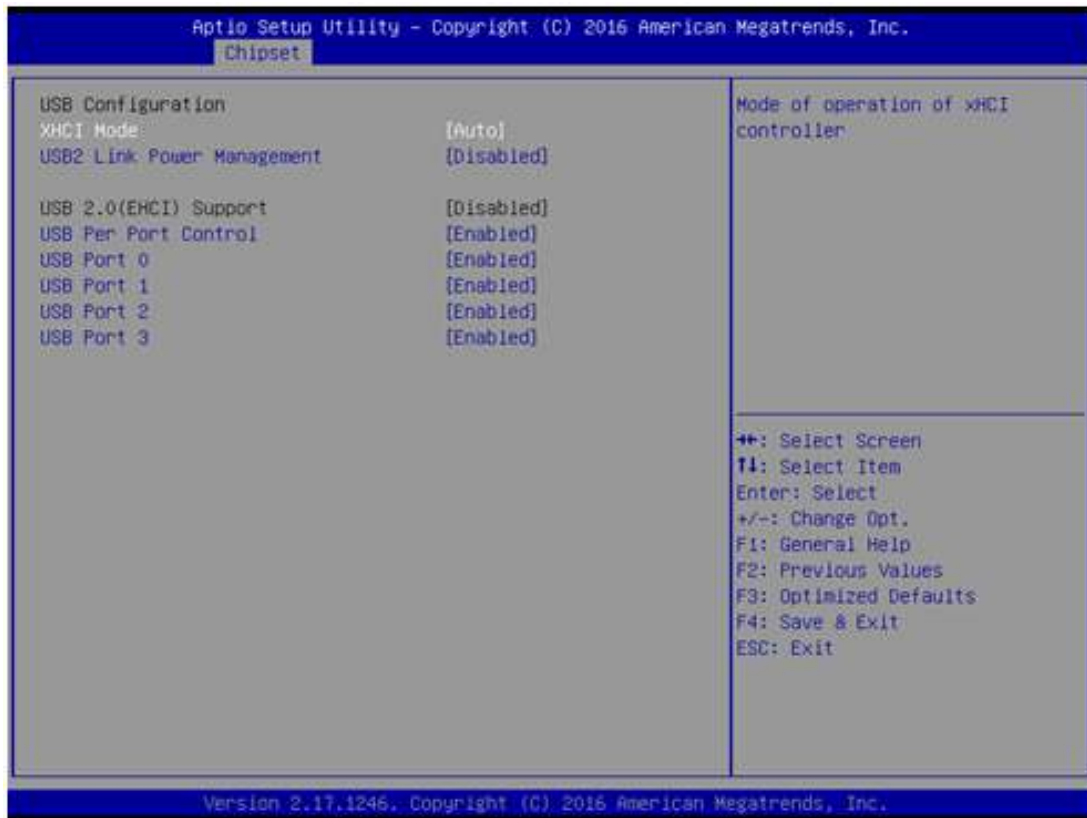 Aptio Setup Utility – Copyright (C) 2016 American Megatrends, Inc.
Chipset
USB Configuration
XHCI Mode [Auto]
USB2 Link Power Management [Disabled]
USB 2.0(EHCI) Support [Disabled]
USB Per Port Control [Enabled]
USB Port 0 [Enabled]
USB Port 1 [Enabled]
USB Port 2 [Enabled]
USB Port 3 [Enabled]
Mode of operation of xHCI
controller
→←: Select Screen
↑↓: Select Item
Enter: Select
+/-: Change Opt.
F1: General Help
F2: Previous Values
F3: Optimized Defaults
F4: Save & Exit
ESC: Exit
Version 2.17.1246. Copyright (C) 2016 American Megatrends, Inc.